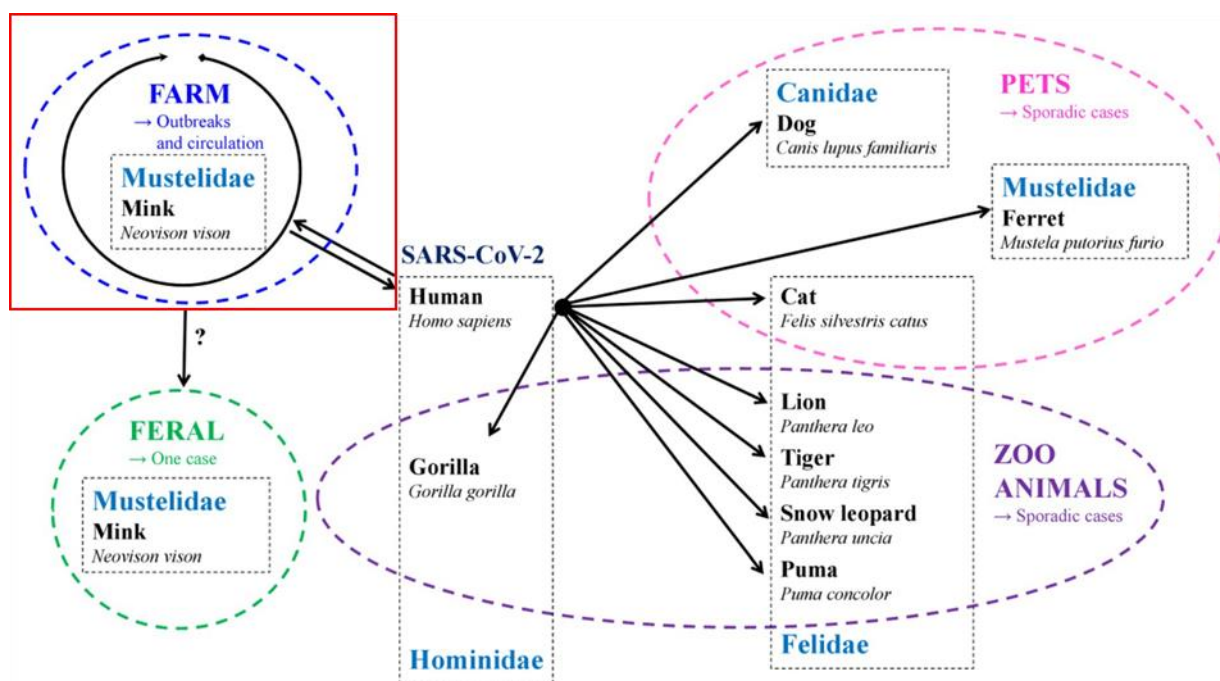 FARM
→ Outbreaks
and circulation
Mustelidae
Mink
Neovison vison
?
FERAL
→ One case
Mustelidae
Mink
Neovison vison
SARS-CoV-2
Human
Homo sapiens
Gorilla
Gorilla gorilla
Hominidae
PETS
→ Sporadic cases
Canidae
Dog
Canis lupus familiaris
Mustelidae
Ferret
Mustela putorius furio
Cat
Felis silvestris catus
Lion
Panthera leo
Tiger
Panthera tigris
Snow leopard
Panthera uncia
Puma
Puma concolor
Felidae
ZOO
ANIMALS
→ Sporadic cases